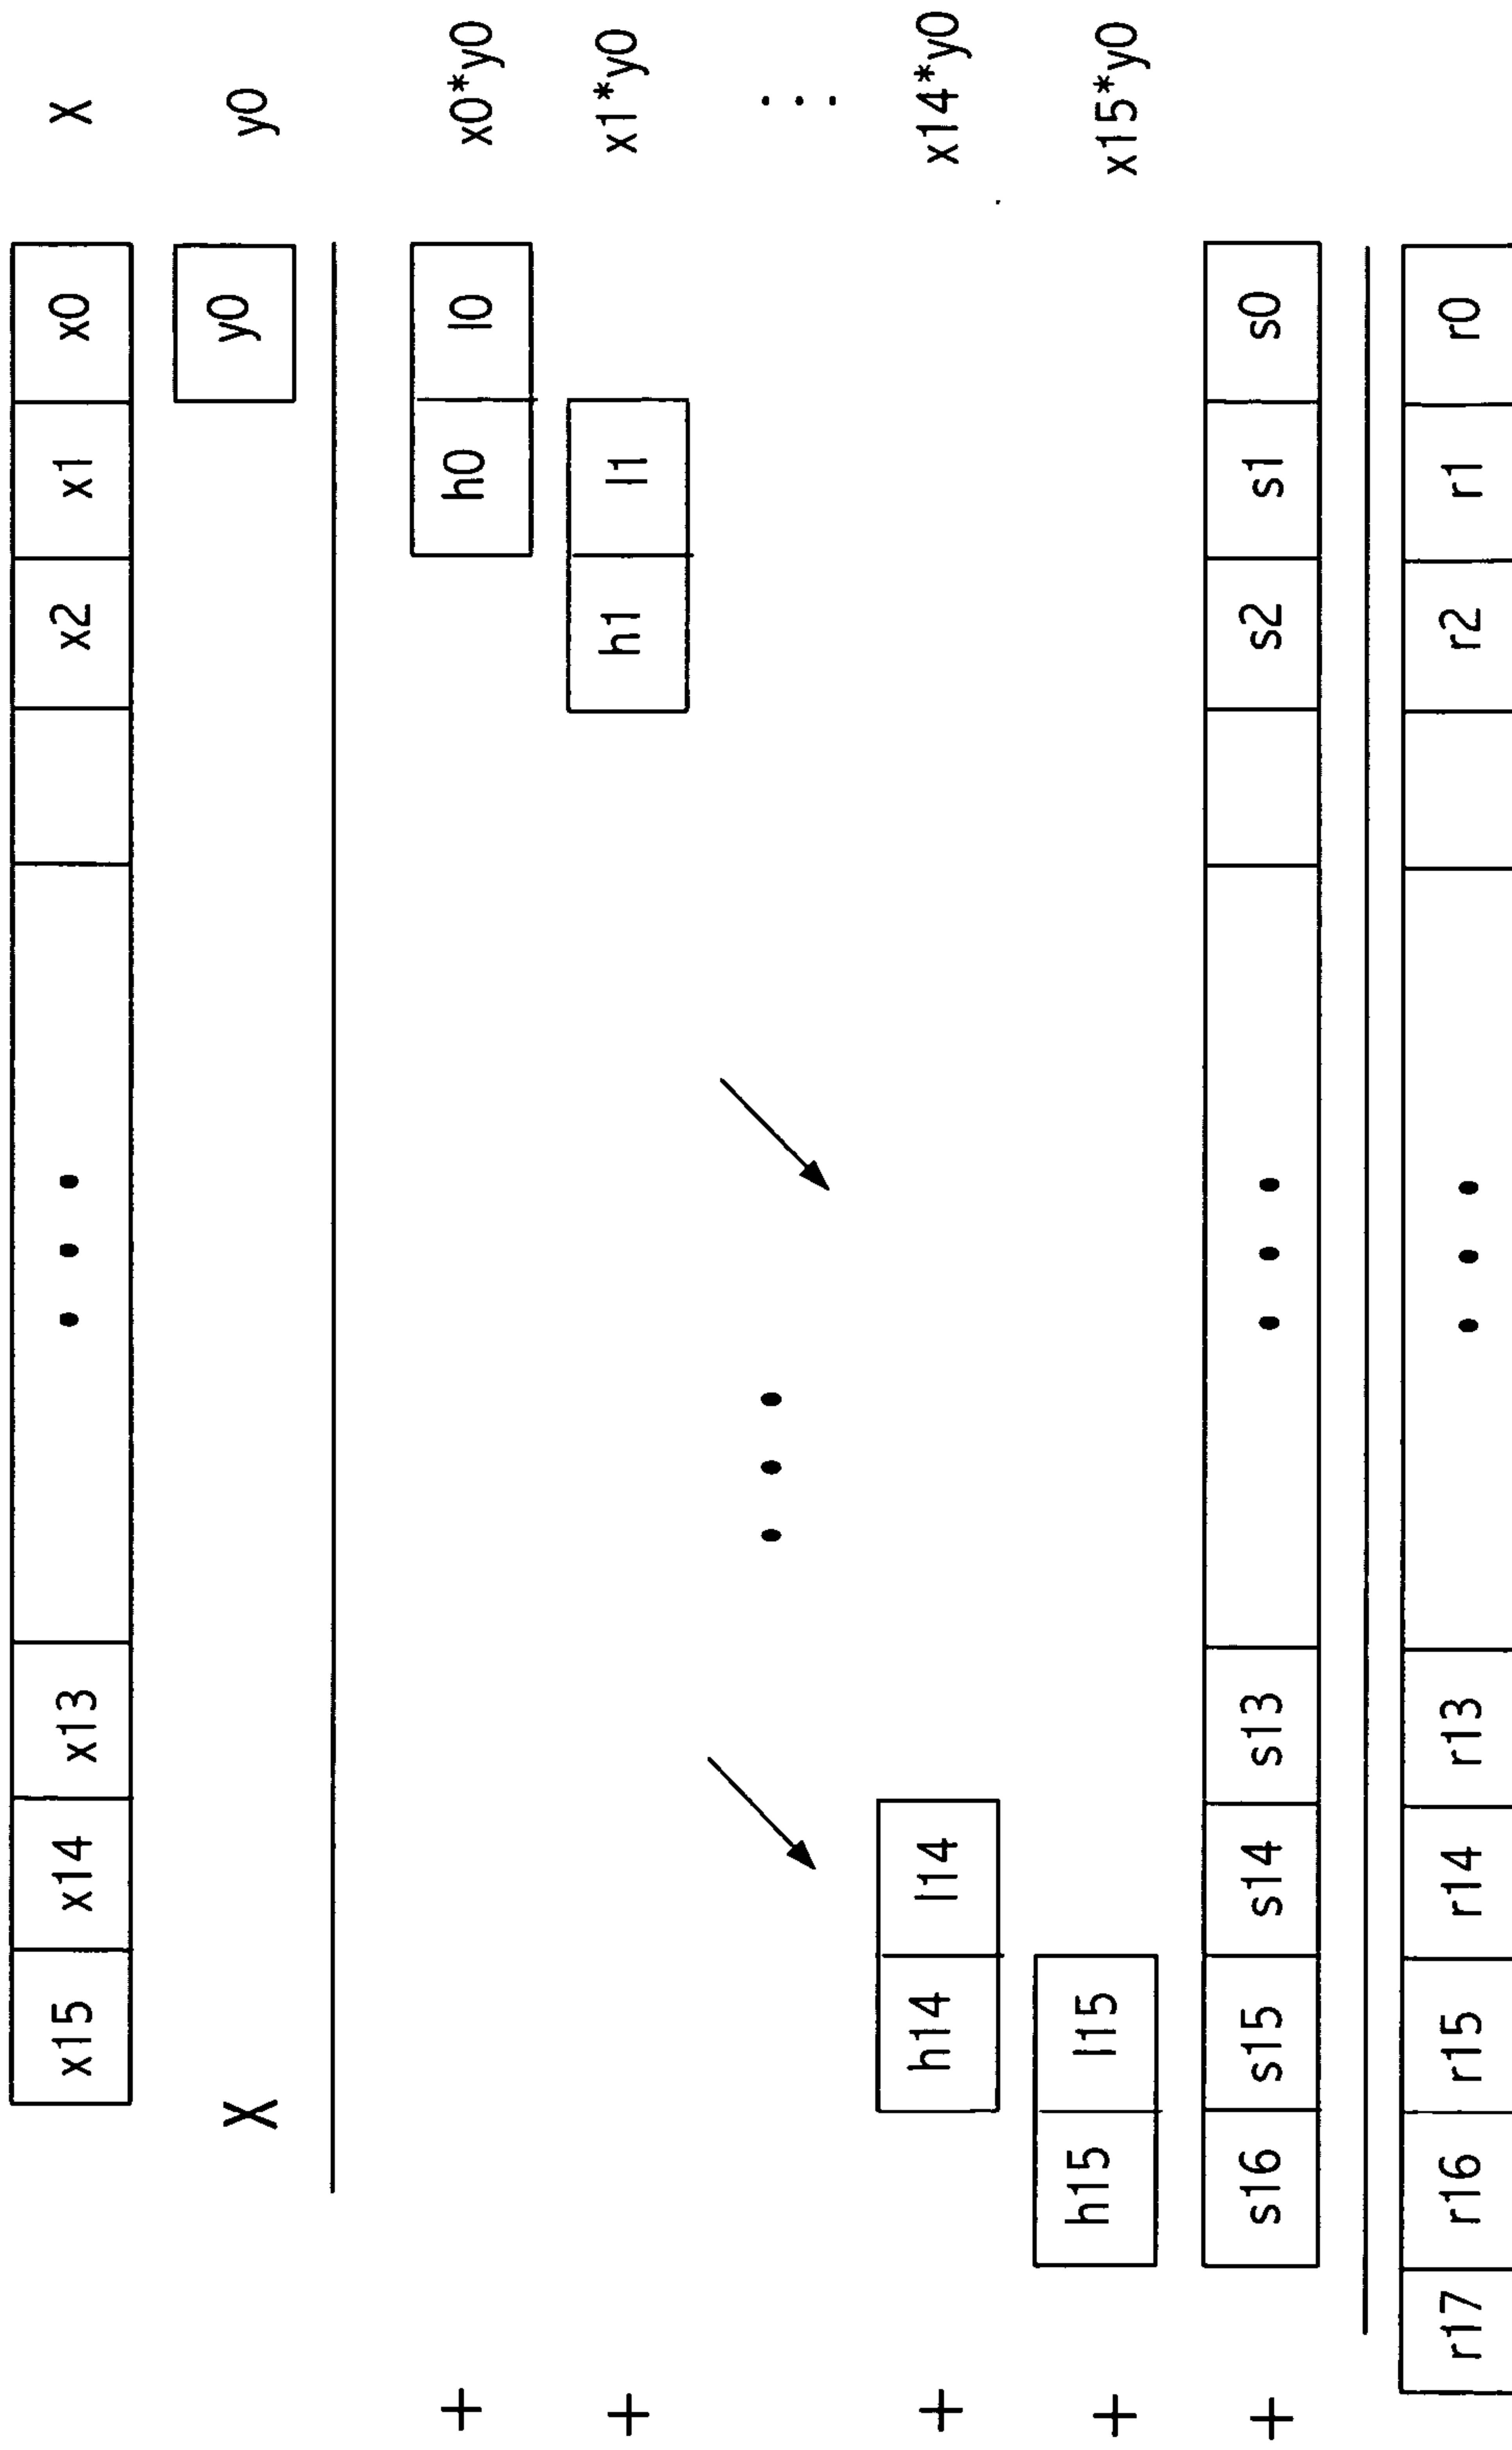 x15 x14 x13 • • • x2 x1 x0 X
X y0 y0
+ h0 l0 x0*y0
+ h1 l1 x1*y0
• • • ⋮
+ h14 l14 x14*y0
+ h15 l15 x15*y0
+ s16 s15 s14 s13 • • • s2 s1 s0
r17 r16 r15 r14 r13 • • • r2 r1 r0